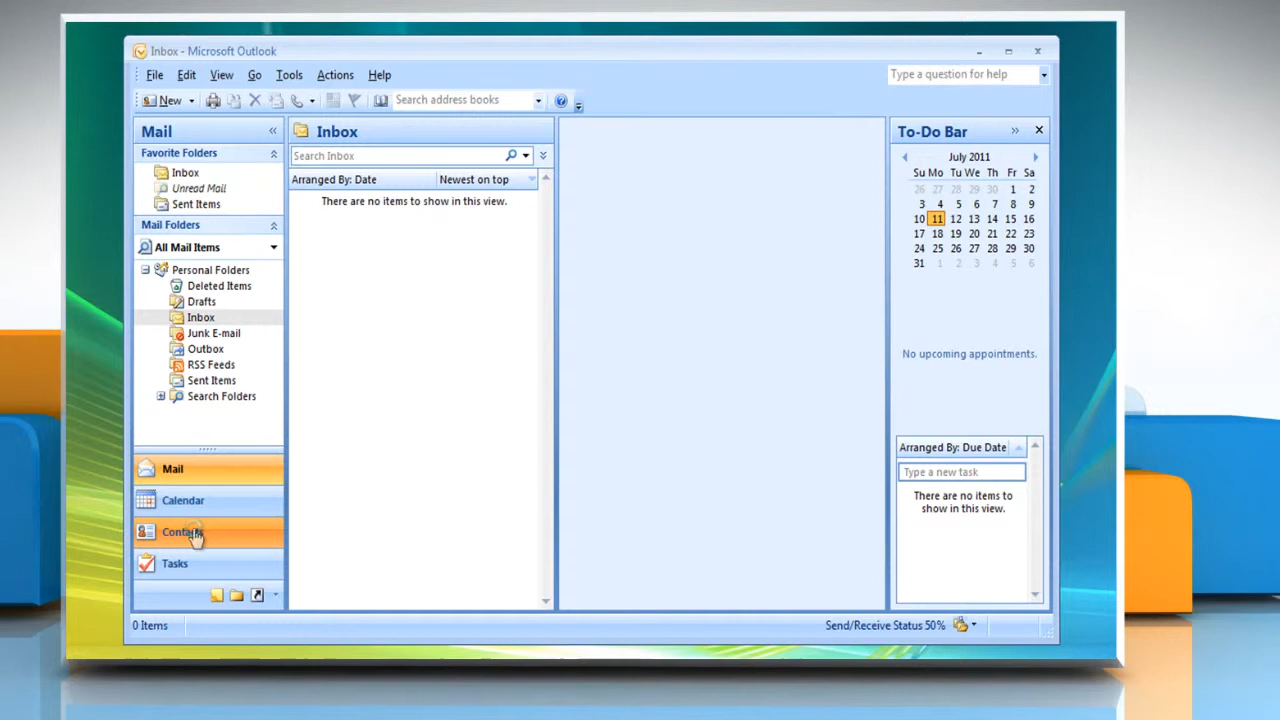 Inbox - Microsoft Outlook
File Edit View Go Tools Actions Help
Type a question for help
New
Search address books
Mail
Favorite Folders
Inbox
Unread Mail
Sent Items
Mail Folders
All Mail Items
Personal Folders
Deleted Items
Drafts
Inbox
Junk E-mail
Outbox
RSS Feeds
Sent Items
Search Folders
Mail
Calendar
Contacts
Tasks
0 Items
Inbox
Search Inbox
Arranged By: Date Newest on top
There are no items to show in this view.
To-Do Bar
July 2011
Su Mo Tu We Th Fr Sa
26 27 28 29 30 1 2
3 4 5 6 7 8 9
10 11 12 13 14 15 16
17 18 19 20 21 22 23
24 25 26 27 28 29 30
31 1 2 3 4 5 6
No upcoming appointments.
Arranged By: Due Date
Type a new task
There are no items to
show in this view.
Send/Receive Status 50%